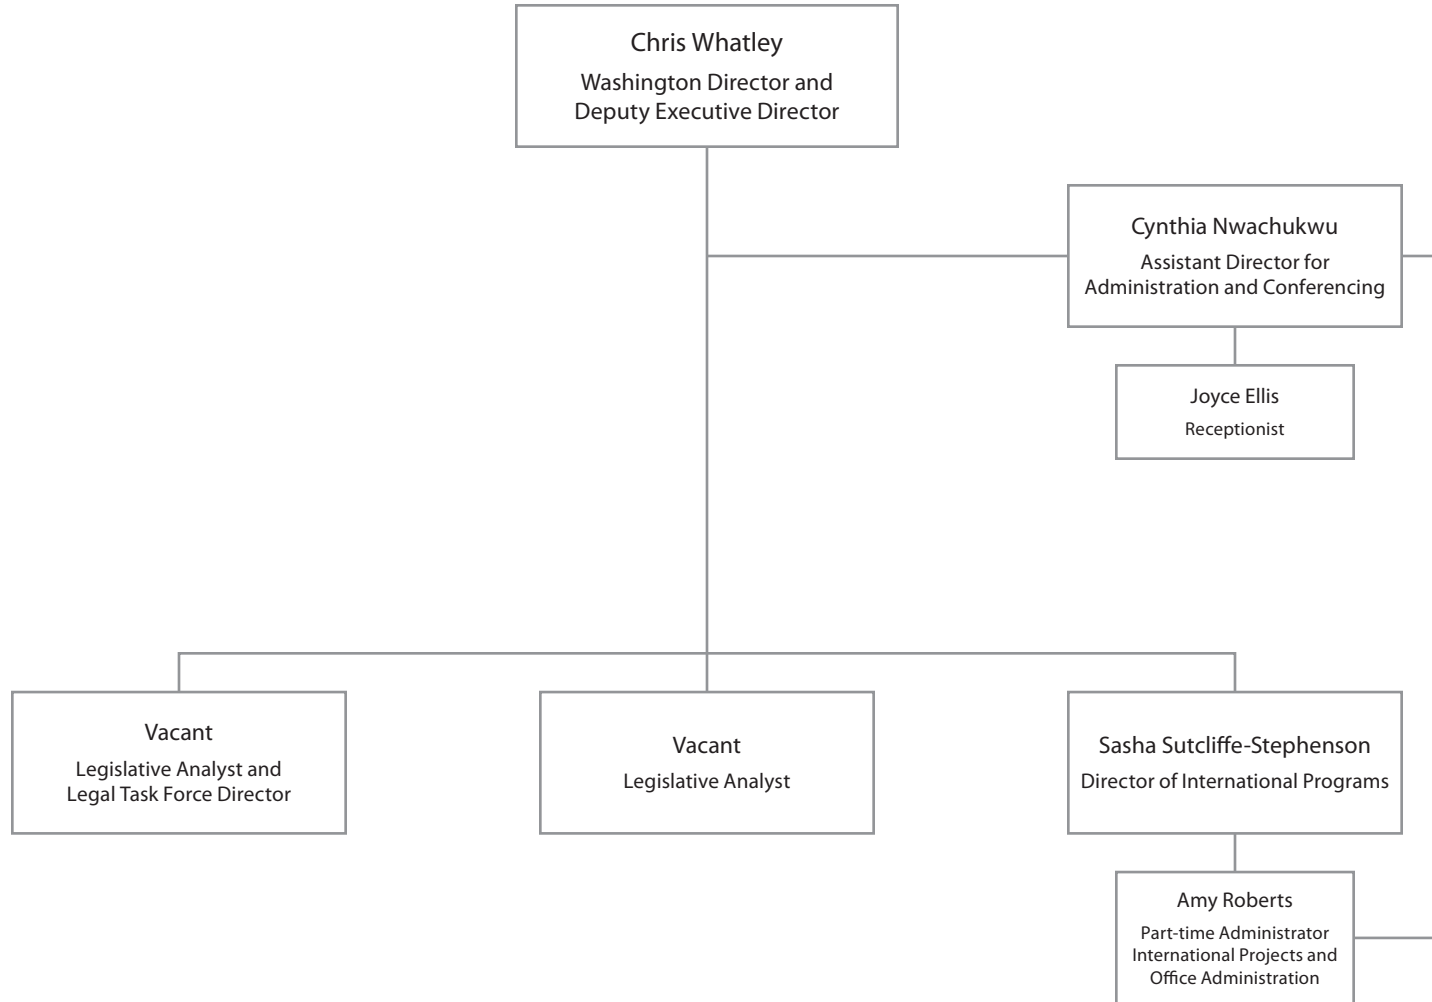 Chris Whatley
Washington Director and
Deputy Executive Director
Cynthia Nwachukwu
Assistant Director for
Administration and Conferencing
Joyce Ellis
Receptionist
Vacant
Legislative Analyst and
Legal Task Force Director
Vacant
Legislative Analyst
Sasha Sutcliffe-Stephenson
Director of International Programs
Amy Roberts
Part-time Administrator
International Projects and
Office Administration